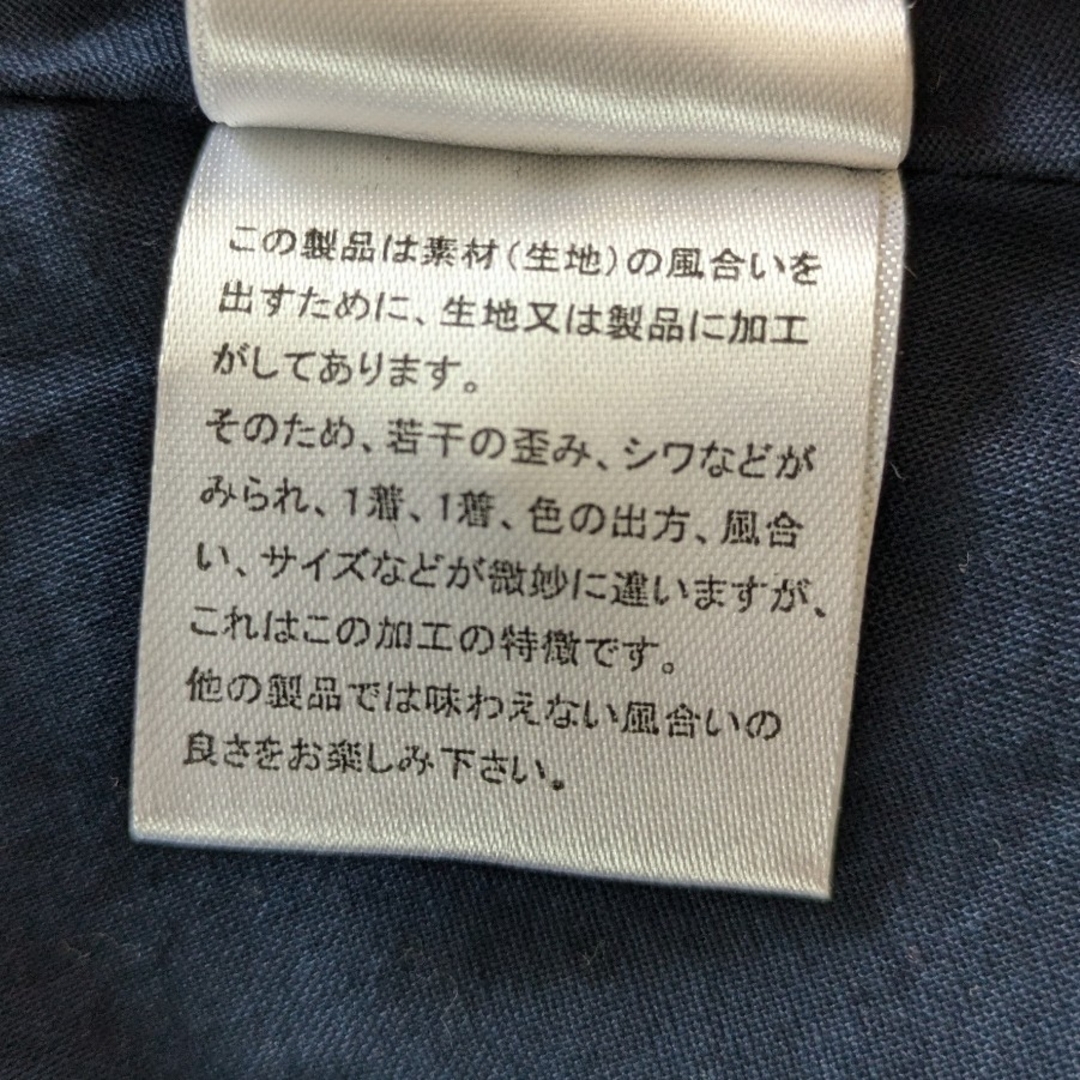 この製品は素材(生地)の風合いを
出すために、生地又は製品に加工
がしてあります。
そのため、若干の歪み、シワなどが
みられ、1着、1着、色の出方、風合
い、サイズなどが微妙に違いますが、
これはこの加工の特徴です。
他の製品では味わえない風合いの
良さをお楽しみ下さい。